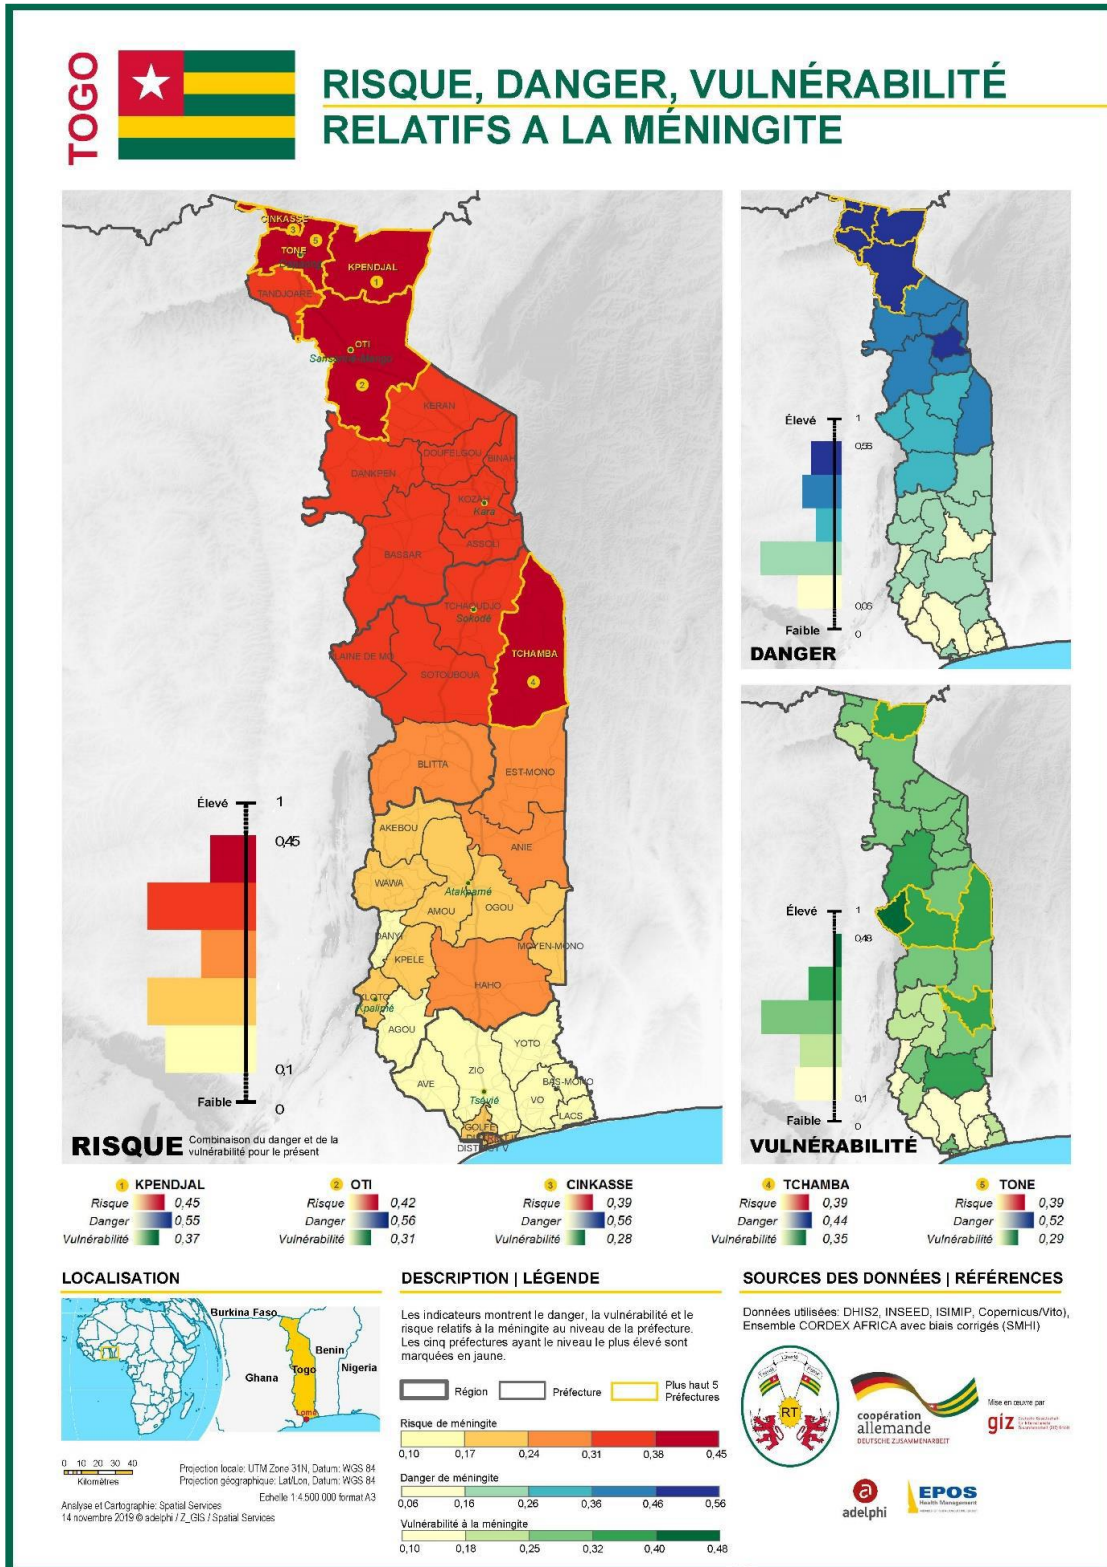 TOGO
RISQUE, DANGER, VULNÉRABILITÉ
RELATIFS A LA MÉNINGITE
CINKASSE
3
5
TONE
KPENDJAL
1
TANDJOARE
OTI
2
KERAN
DOUFELGOU
BINAH
DANKPEN
KOZAH
Kara
ASSOLI
BASSAR
TCHAOUDJO
Sokodé
TCHAMBA
4
PLAINE DE MO
SOTOUBOUA
BLITTA
EST-MONO
AKEBOU
ANIE
WAWA
Atakpamé
OGOU
AMOU
DANYI
MOYEN-MONO
KPELE
HAHO
KLOTO
Kpalimé
AGOU
YOTO
ZIO
AVE
BAS-MONO
VO
Tsévié
LACS
GOLFE
DISTRICT V
Élevé
1
0,45
0,1
Faible
0
RISQUE
Combinaison du danger et de la
vulnérabilité pour le présent
Élevé
1
0,56
0,06
Faible
0
DANGER
Élevé
1
0,48
0,1
Faible
0
VULNÉRABILITÉ
1 KPENDJAL
Risque 0,45
Danger 0,55
Vulnérabilité 0,37
2 OTI
Risque 0,42
Danger 0,56
Vulnérabilité 0,31
3 CINKASSE
Risque 0,39
Danger 0,56
Vulnérabilité 0,28
4 TCHAMBA
Risque 0,39
Danger 0,44
Vulnérabilité 0,35
5 TONE
Risque 0,39
Danger 0,52
Vulnérabilité 0,29
LOCALISATION
Burkina Faso
Benin
Ghana
Togo
Nigeria
Lomé
0 10 20 30 40
Kilomètres
Projection locale: UTM Zone 31N, Datum: WGS 84
Projection géographique: Lat/Lon, Datum: WGS 84
Echelle 1:4.500.000 format A3
Analyse et Cartographie: Spatial Services
14 novembre 2019 © adelphi / Z_GIS / Spatial Services
DESCRIPTION | LÉGENDE
Les indicateurs montrent le danger, la vulnérabilité et le
risque relatifs à la méningite au niveau de la préfecture.
Les cinq préfectures ayant le niveau le plus élevé sont
marquées en jaune.
Région
Préfecture
Plus haut 5
Préfectures
Risque de méningite
0,10 0,17 0,24 0,31 0,38 0,45
Danger de méningite
0,06 0,16 0,26 0,36 0,46 0,56
Vulnérabilité à la méningite
0,10 0,18 0,25 0,32 0,40 0,48
SOURCES DES DONNÉES | RÉFÉRENCES
Données utilisées: DHIS2, INSEED, ISIMIP, Copernicus/Vito),
Ensemble CORDEX AFRICA avec biais corrigés (SMHI)
RT
coopération
allemande
DEUTSCHE ZUSAMMENARBEIT
Mise en œuvre par
giz
adelphi
EPOS
Health Management